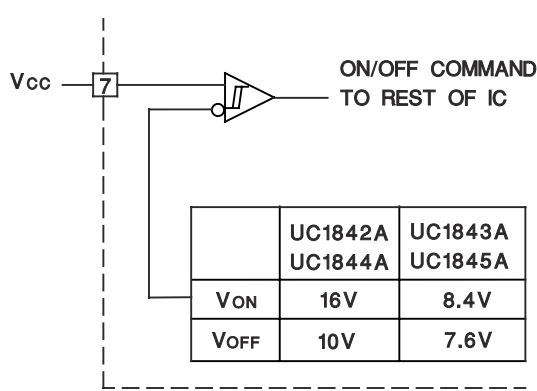 ON/OFF COMMAND
TO REST OF IC
VCC
7
UC1842A UC1843A
UC1844A UC1845A
VON 16V 8.4V
VOFF 10V 7.6V